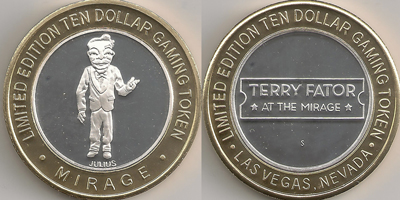 LIMITED EDITION TEN DOLLAR GAMING TOKEN
JULIUS
• MIRAGE •
LIMITED EDITION TEN DOLLAR GAMING TOKEN
TERRY FATOR
★ AT THE MIRAGE ★
S
• LAS VEGAS, NEVADA •